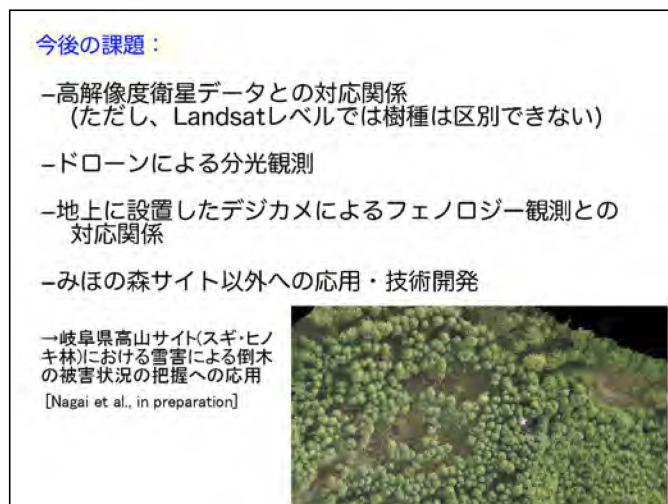 今後の課題：
–高解像度衛星データとの対応関係
(ただし、Landsatレベルでは樹種は区別できない)
–ドローンによる分光観測
–地上に設置したデジカメによるフェノロジー観測との
対応関係
–みほの森サイト以外への応用・技術開発
→岐阜県高山サイト(スギ・ヒノ
キ林)における雪害による倒木
の被害状況の把握への応用
[Nagai et al., in preparation]